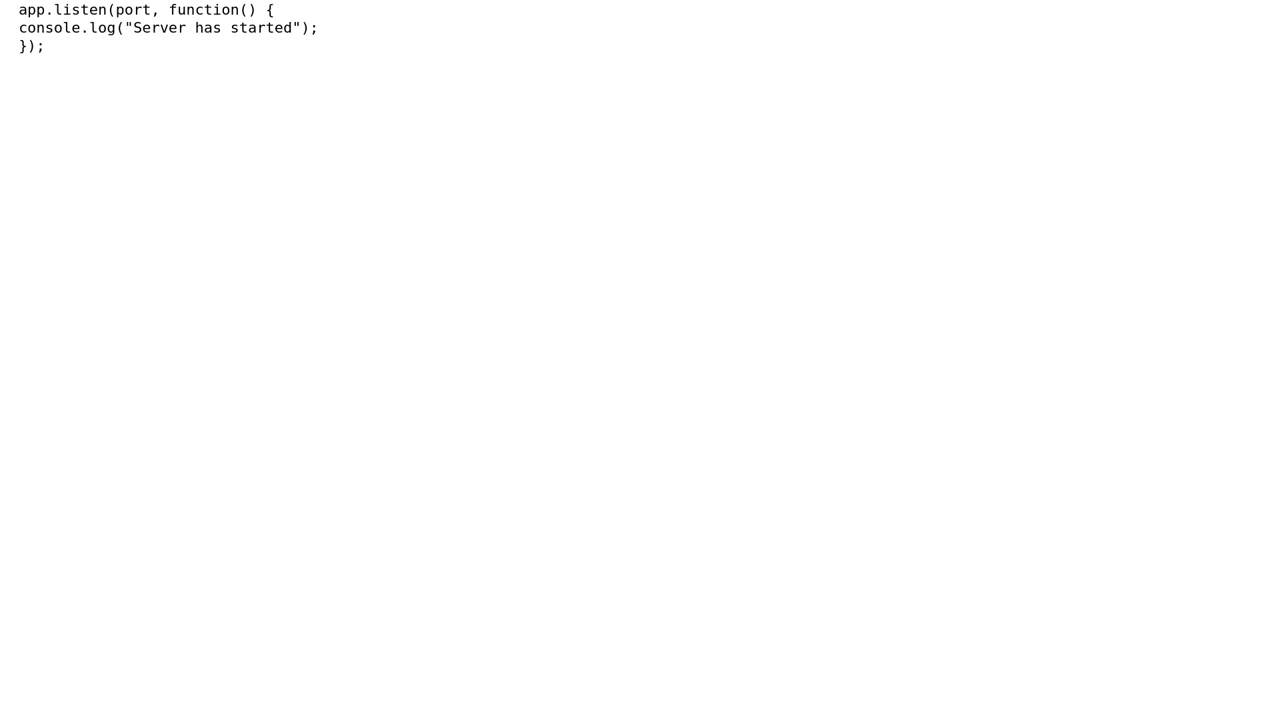 app.listen(port, function() {
console.log("Server has started");
});